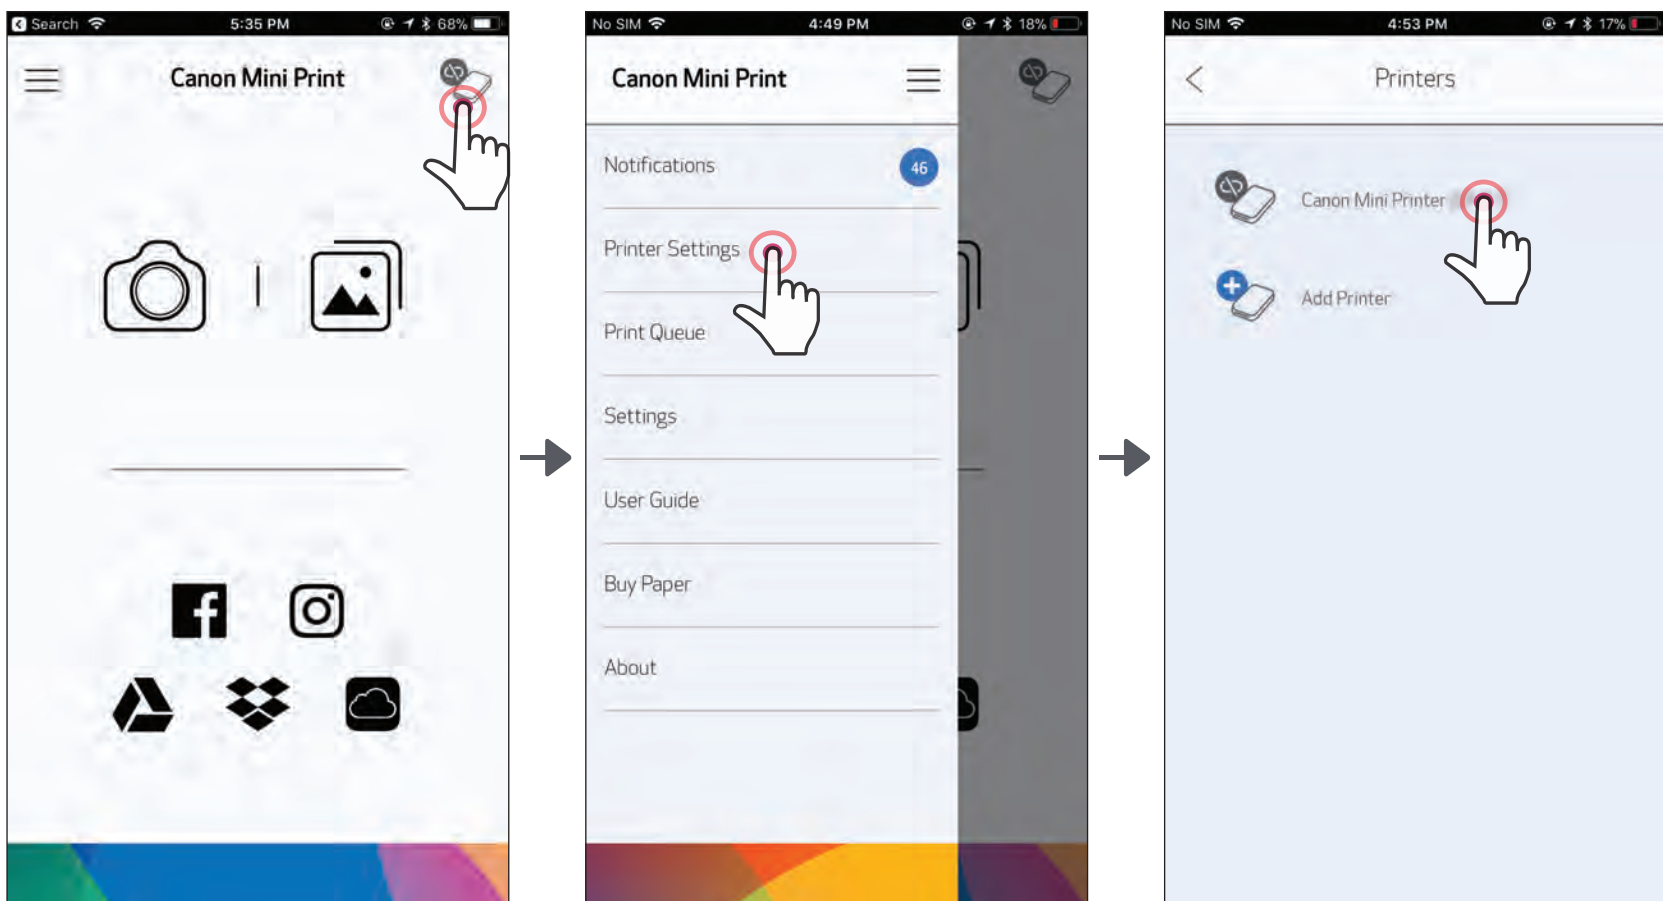 Search 5:35 PM 68%
Canon Mini Print
No SIM 4:49 PM 18%
Canon Mini Print
Notifications 46
Printer Settings
Print Queue
Settings
User Guide
Buy Paper
About
No SIM 4:53 PM 17%
Printers
Canon Mini Printer
Add Printer